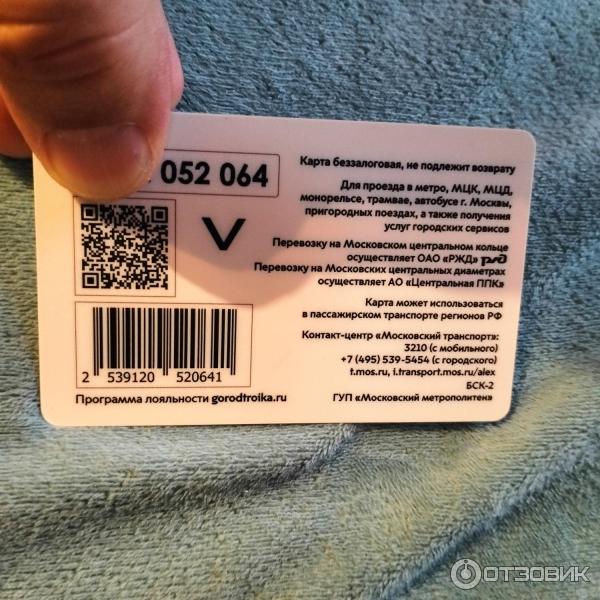 052 064
Карта беззалоговая, не подлежит возврату
Для проезда в метро, МЦК, МЦД,
монорельсе, трамвае, автобусе г. Москвы,
пригородных поездах, а также получения
услуг городских сервисов
V
Перевозку на Московском центральном кольце
осуществляет ОАО «РЖД» РЖД
Перевозку на Московских центральных диаметрах
осуществляет АО «Центральная ППК»
Карта может использоваться
в пассажирском транспорте регионов РФ
Контакт-центр «Московский транспорт»:
3210 (с мобильного)
+7 (495) 539-5454 (с городского)
t.mos.ru, i.transport.mos.ru/alex
БСК-2
ГУП «Московский метрополитен»
2 539120 520641
Программа лояльности gorodtroika.ru
ОТЗОВИК